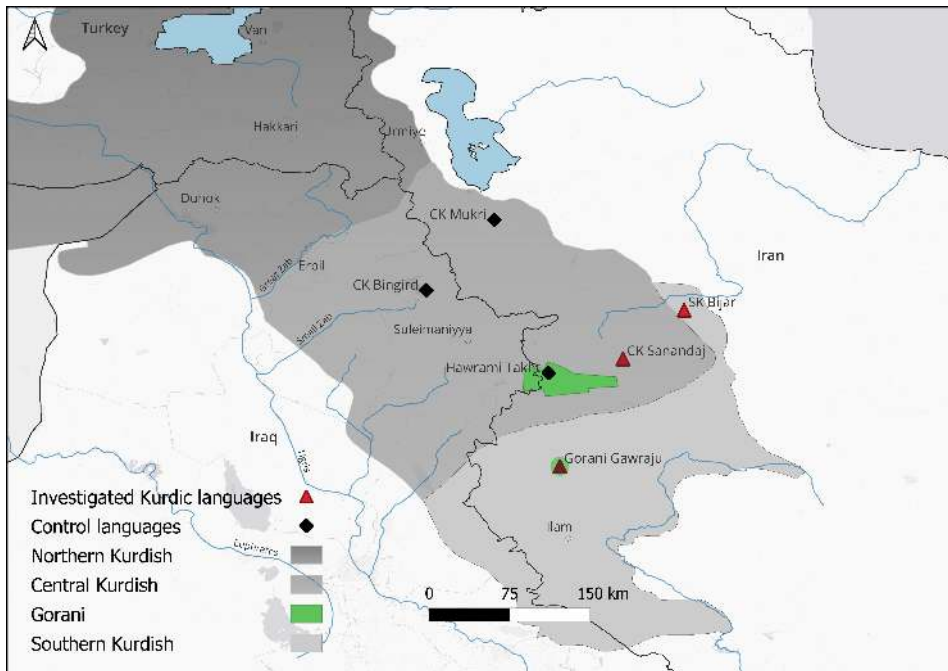 Turkey
Van
Hakkari
Urmiye
Duhok
CK Mukri
Erbil
Great Zab
CK Bingird
Iran
SK Bijar
Small Zab
Suleimaniyya
CK Sanandaj
Hawrami Takht
Iraq
Tigris
Gorani Gawraju
Ilam
Investigated Kurdic languages
Control languages
Northern Kurdish
Central Kurdish
Gorani
Southern Kurdish
Euphrates
0 75 150 km